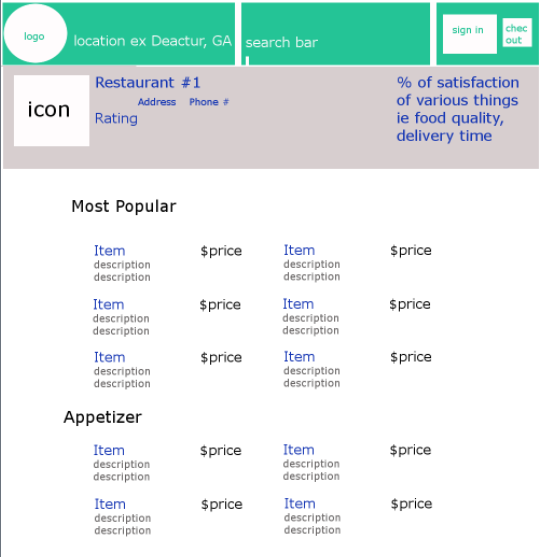 logo
location ex Deactur, GA
search bar
sign in
chec
out
icon
Restaurant #1
Address Phone #
Rating
% of satisfaction
of various things
ie food quality,
delivery time
Most Popular
Item $price Item $price
description description
description description
Item $price Item $price
description description
description description
Item $price Item $price
description description
description description
Appetizer
Item $price Item $price
description description
description description
Item $price Item $price
description description
description description